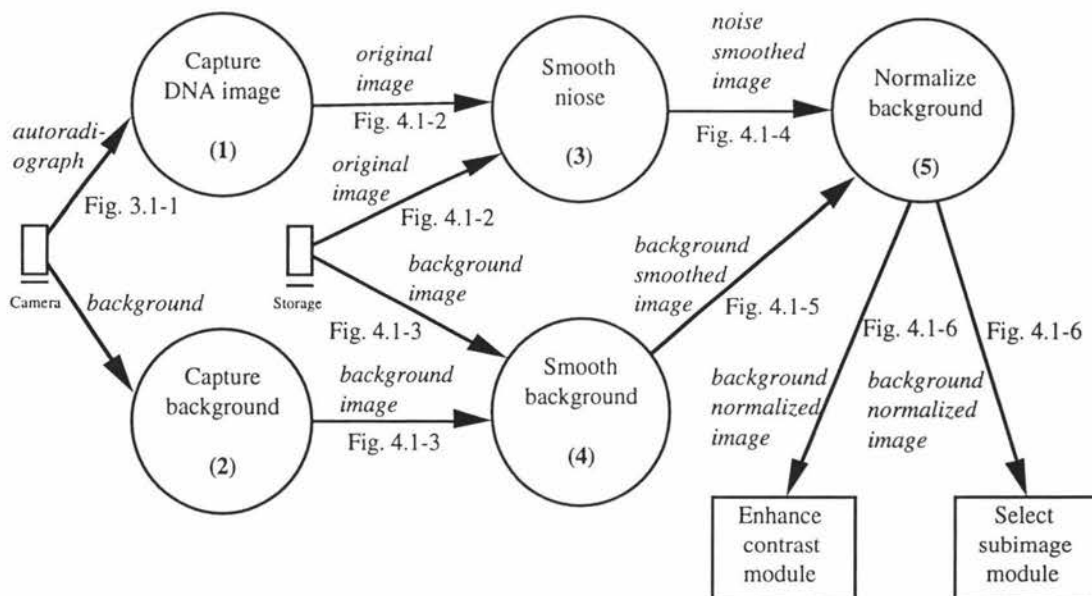 Capture
DNA image
(1)
original
image
Fig. 4.1-2
Smooth
niose
(3)
noise
smoothed
image
Fig. 4.1-4
Normalize
background
(5)
autoradi-
ograph
Fig. 3.1-1
Camera
background
original
image
Fig. 4.1-2
Storage
background
image
Fig. 4.1-3
background
smoothed
image
Fig. 4.1-5
Capture
background
(2)
background
image
Fig. 4.1-3
Smooth
background
(4)
Fig. 4.1-6
background
normalized
image
Fig. 4.1-6
background
normalized
image
Enhance
contrast
module
Select
subimage
module